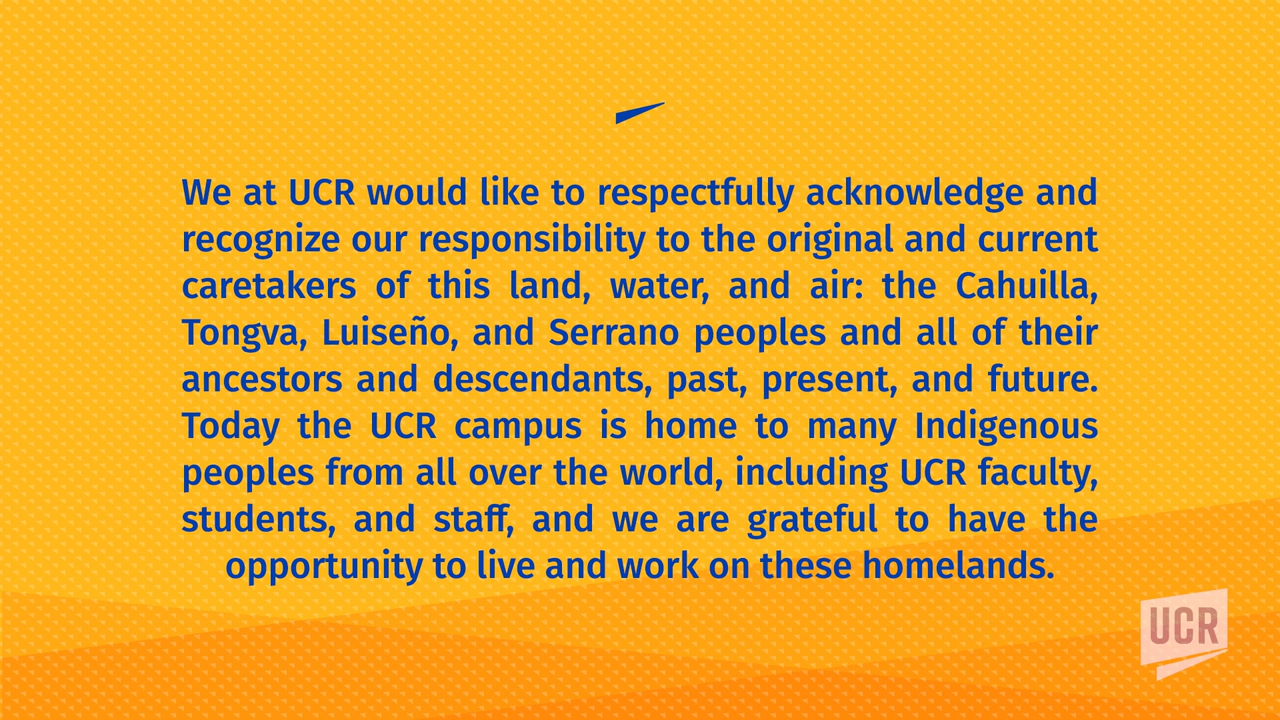 We at UCR would like to respectfully acknowledge and
recognize our responsibility to the original and current
caretakers of this land, water, and air: the Cahuilla,
Tongva, Luiseño, and Serrano peoples and all of their
ancestors and descendants, past, present, and future.
Today the UCR campus is home to many Indigenous
peoples from all over the world, including UCR faculty,
students, and staff, and we are grateful to have the
opportunity to live and work on these homelands.
UCR